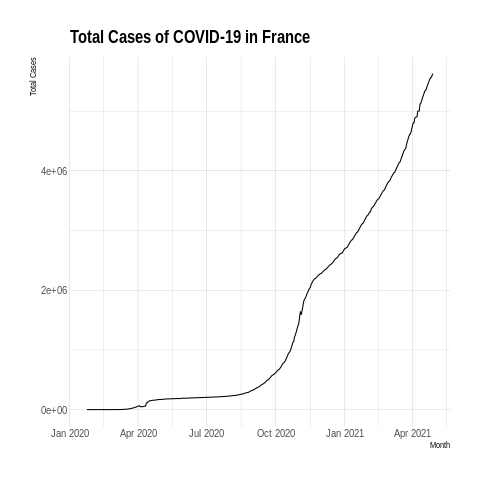 Total Cases of COVID-19 in France
Total Cases
4e+06
2e+06
0e+00
Jan 2020 Apr 2020 Jul 2020 Oct 2020 Jan 2021 Apr 2021
Month